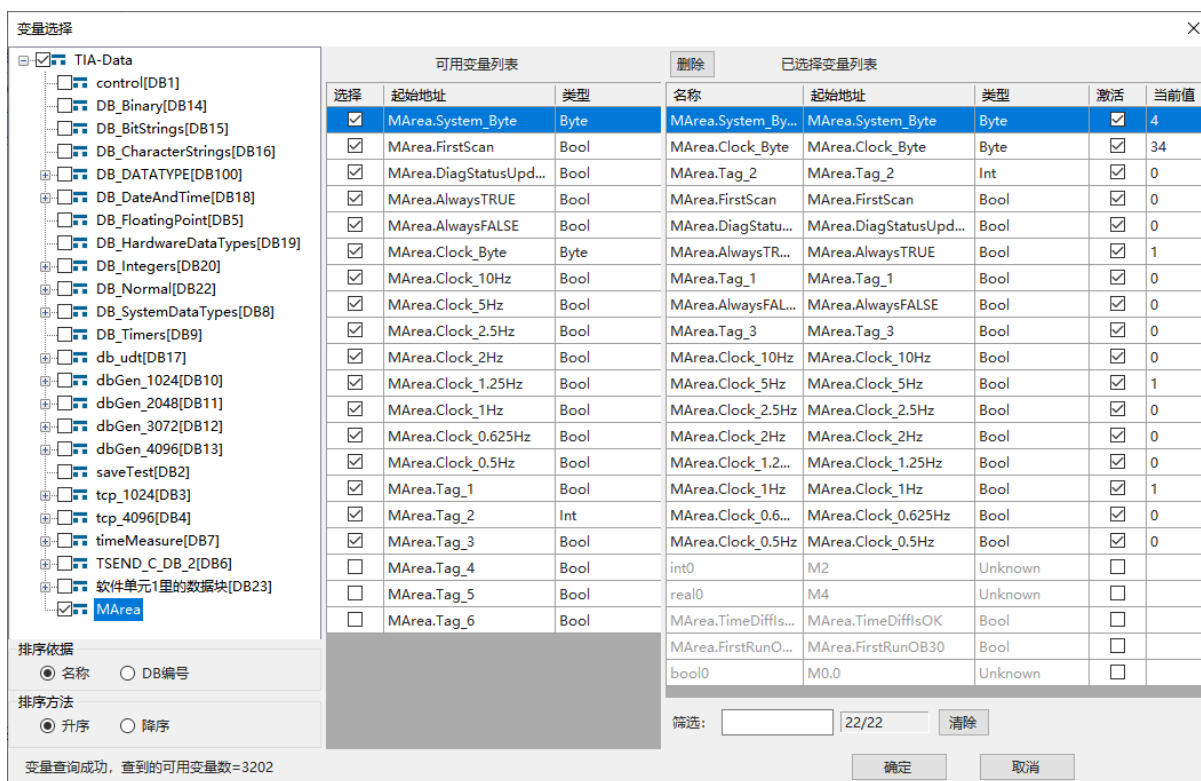 变量选择
TIA-Data
control[DB1]
DB_Binary[DB14]
DB_BitStrings[DB15]
DB_CharacterStrings[DB16]
DB_DATATYPE[DB100]
DB_DateAndTime[DB18]
DB_FloatingPoint[DB5]
DB_HardwareDataTypes[DB19]
DB_Integers[DB20]
DB_Normal[DB22]
DB_SystemDataTypes[DB8]
DB_Timers[DB9]
db_udt[DB17]
dbGen_1024[DB10]
dbGen_2048[DB11]
dbGen_3072[DB12]
dbGen_4096[DB13]
saveTest[DB2]
tcp_1024[DB3]
tcp_4096[DB4]
timeMeasure[DB7]
TSEND_C_DB_2[DB6]
软件单元1里的数据块[DB23]
MArea
排序依据
名称 DB编号
排序方法
升序 降序
可用变量列表
选择 起始地址 类型
MArea.System_Byte Byte
MArea.FirstScan Bool
MArea.DiagStatusUpd... Bool
MArea.AlwaysTRUE Bool
MArea.AlwaysFALSE Bool
MArea.Clock_Byte Byte
MArea.Clock_10Hz Bool
MArea.Clock_5Hz Bool
MArea.Clock_2.5Hz Bool
MArea.Clock_2Hz Bool
MArea.Clock_1.25Hz Bool
MArea.Clock_1Hz Bool
MArea.Clock_0.625Hz Bool
MArea.Clock_0.5Hz Bool
MArea.Tag_1 Bool
MArea.Tag_2 Int
MArea.Tag_3 Bool
MArea.Tag_4 Bool
MArea.Tag_5 Bool
MArea.Tag_6 Bool
删除 已选择变量列表
名称 起始地址 类型 激活 当前值
MArea.System_By... MArea.System_Byte Byte 4
MArea.Clock_Byte MArea.Clock_Byte Byte 34
MArea.Tag_2 MArea.Tag_2 Int 0
MArea.FirstScan MArea.FirstScan Bool 0
MArea.DiagStatu... MArea.DiagStatusUpd... Bool 0
MArea.AlwaysTR... MArea.AlwaysTRUE Bool 1
MArea.Tag_1 MArea.Tag_1 Bool 0
MArea.AlwaysFAL... MArea.AlwaysFALSE Bool 0
MArea.Tag_3 MArea.Tag_3 Bool 0
MArea.Clock_10Hz MArea.Clock_10Hz Bool 0
MArea.Clock_5Hz MArea.Clock_5Hz Bool 1
MArea.Clock_2.5Hz MArea.Clock_2.5Hz Bool 0
MArea.Clock_2Hz MArea.Clock_2Hz Bool 0
MArea.Clock_1.2... MArea.Clock_1.25Hz Bool 0
MArea.Clock_1Hz MArea.Clock_1Hz Bool 1
MArea.Clock_0.6... MArea.Clock_0.625Hz Bool 0
MArea.Clock_0.5Hz MArea.Clock_0.5Hz Bool 0
int0 M2 Unknown
real0 M4 Unknown
MArea.TimeDiffIs... MArea.TimeDiffIsOK Bool
MArea.FirstRunO... MArea.FirstRunOB30 Bool
bool0 M0.0 Unknown
筛选: 22/22 清除
变量查询成功，查到的可用变量数=3202
确定 取消